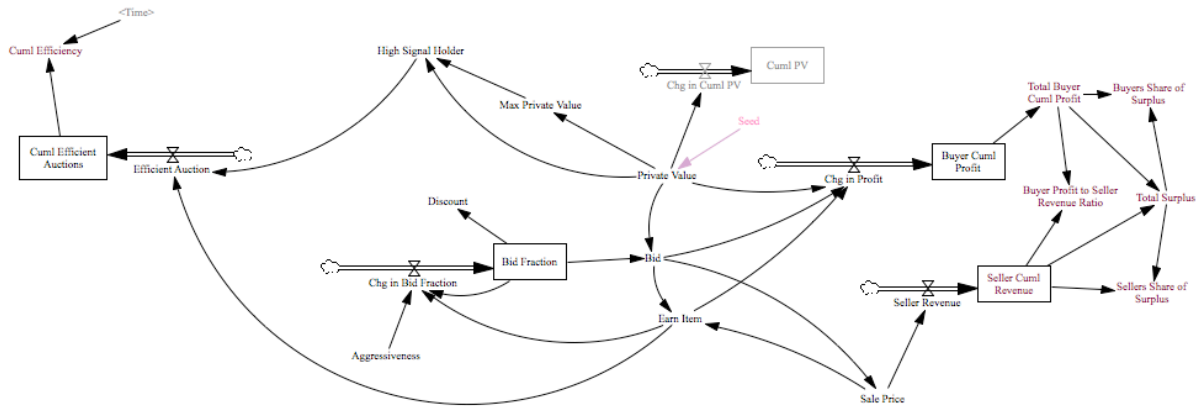 <Time>
Cuml Efficiency
High Signal Holder
Cuml PV
Chg in Cuml PV
Max Private Value
Total Buyer
Cuml Profit
Buyers Share of
Surplus
Seed
Cuml Efficient
Auctions
Efficient Auction
Buyer Cuml
Profit
Private Value
Chg in Profit
Buyer Profit to Seller
Revenue Ratio
Total Surplus
Discount
Bid Fraction
Bid
Chg in Bid Fraction
Seller Cuml
Revenue
Sellers Share of
Surplus
Seller Revenue
Earn Item
Aggressiveness
Sale Price